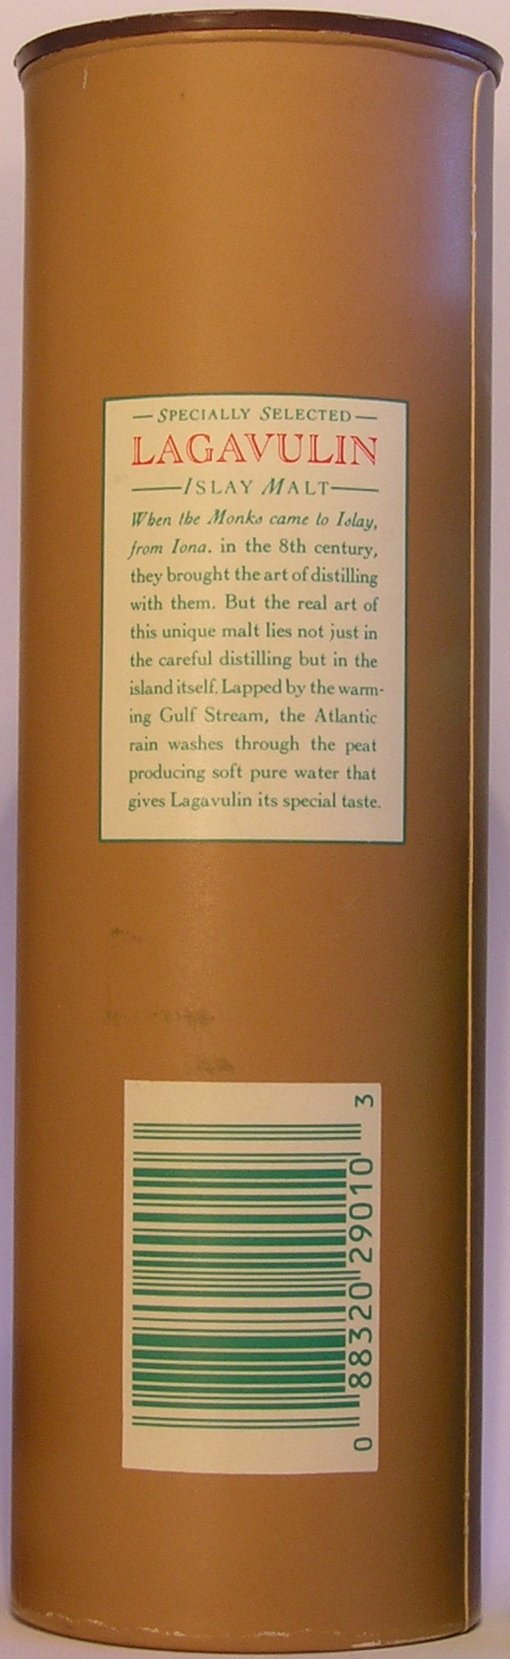 — SPECIALLY SELECTED —
LAGAVULIN
— ISLAY MALT —
When the Monks came to Islay,
from Iona. in the 8th century,
they brought the art of distilling
with them. But the real art of
this unique malt lies not just in
the careful distilling but in the
island itself. Lapped by the warm-
ing Gulf Stream, the Atlantic
rain washes through the peat
producing soft pure water that
gives Lagavulin its special taste.
0 88320 29010 3